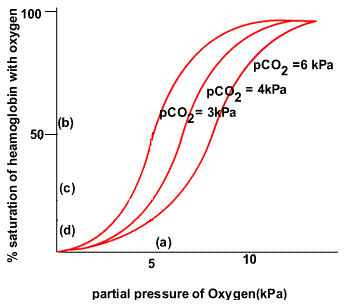 % saturation of heamoglobin with oxygen
100
pCO2 =6 kPa
pCO2 = 4kPa
pCO2= 3kPa
(b)
50
(c)
(d)
(a)
5
10
partial pressure of Oxygen(kPa)